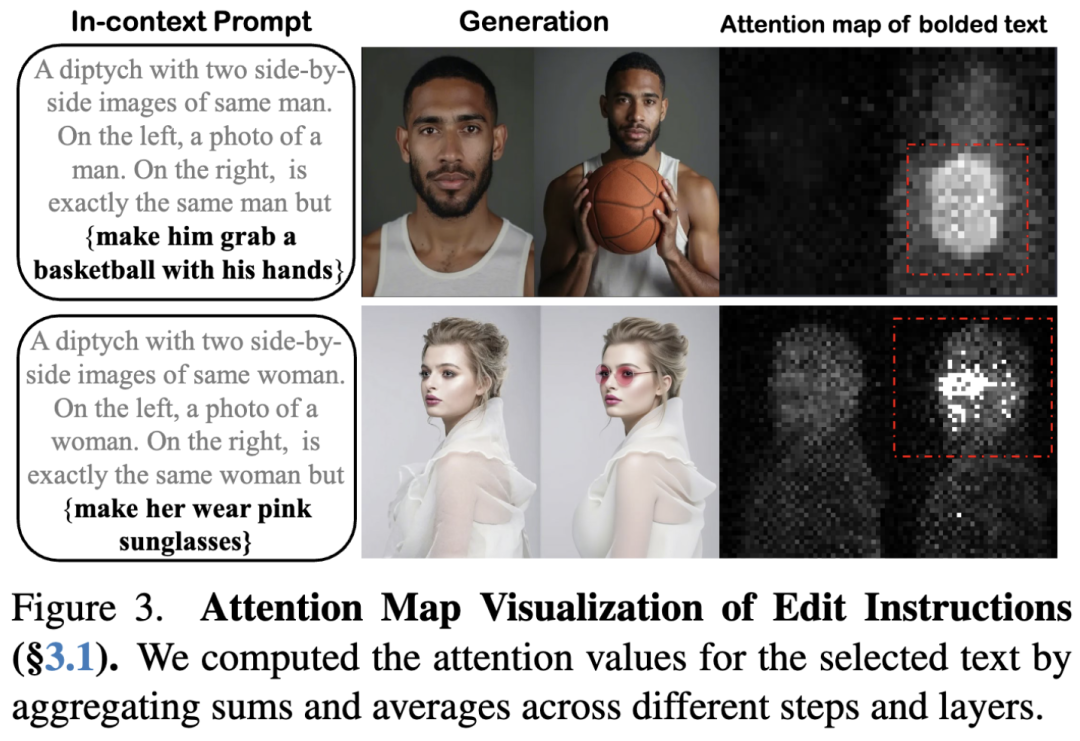 In-context Prompt
Generation
Attention map of bolded text
A diptych with two side-by-
side images of same man.
On the left, a photo of a
man. On the right, is
exactly the same man but
{make him grab a
basketball with his hands}
A diptych with two side-by-
side images of same woman.
On the left, a photo of a
woman. On the right, is
exactly the same woman but
{make her wear pink
sunglasses}
Figure 3. Attention Map Visualization of Edit Instructions
(§3.1). We computed the attention values for the selected text by
aggregating sums and averages across different steps and layers.